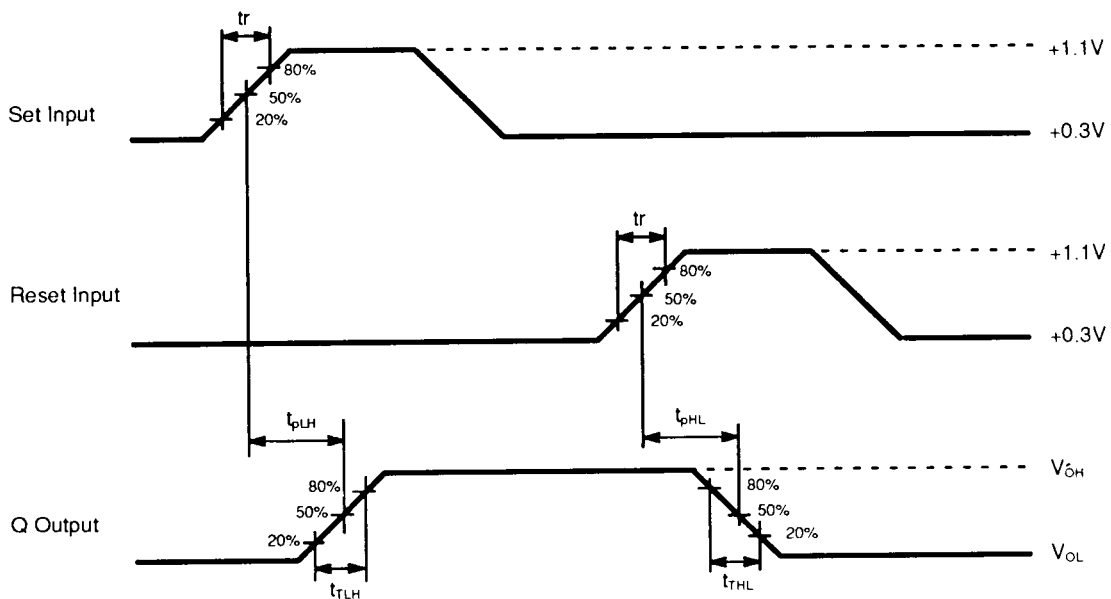 tr
+1.1V
80%
50%
Set Input
20%
+0.3V
tr
+1.1V
80%
50%
Reset Input
20%
+0.3V
tpLH
tpHL
VOH
80%
80%
50%
50%
Q Output
20%
20%
VOL
tTLH
tTHL